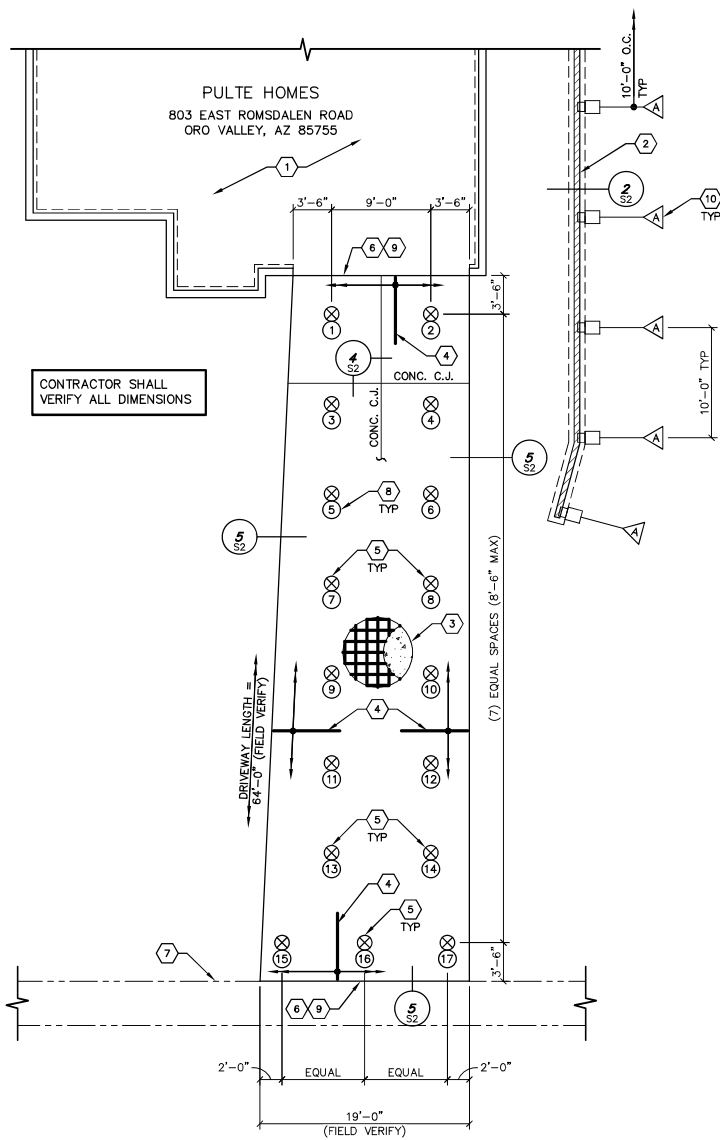 10'-0" O.C.
TYP
PULTE HOMES
803 EAST ROMSDALEN ROAD
ORO VALLEY, AZ 85755
A
2
1
2
S2
10
TYP
A
3'-6"
9'-0"
3'-6"
6
9
3'-6"
1
2
4
A
4
S2
CONC. C.J.
CONTRACTOR SHALL
VERIFY ALL DIMENSIONS
CONC. C.J.
3
4
10'-0" TYP
A
5
S2
5
6
8
TYP
A
5
S2
5
TYP
7
8
(7) EQUAL SPACES (8'-6" MAX)
3
9
10
4
DRIVEWAY LENGTH =
64'-0" (FIELD VERIFY)
11
12
5
TYP
13
14
4
5
TYP
15
16
17
7
3'-6"
6
9
5
S2
2'-0"
EQUAL
EQUAL
2'-0"
19'-0"
(FIELD VERIFY)